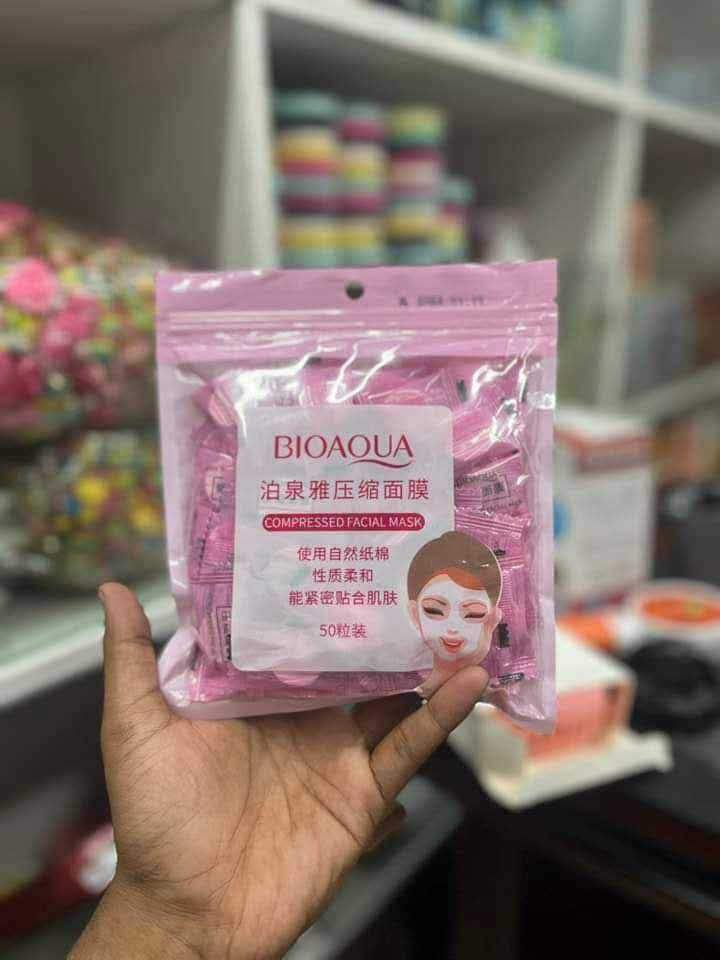 BIOAQUA
泊泉雅压缩面膜
COMPRESSED FACIAL MASK
使用自然纸棉
性质柔和
能紧密贴合肌肤
50粒装
BIOAQUA